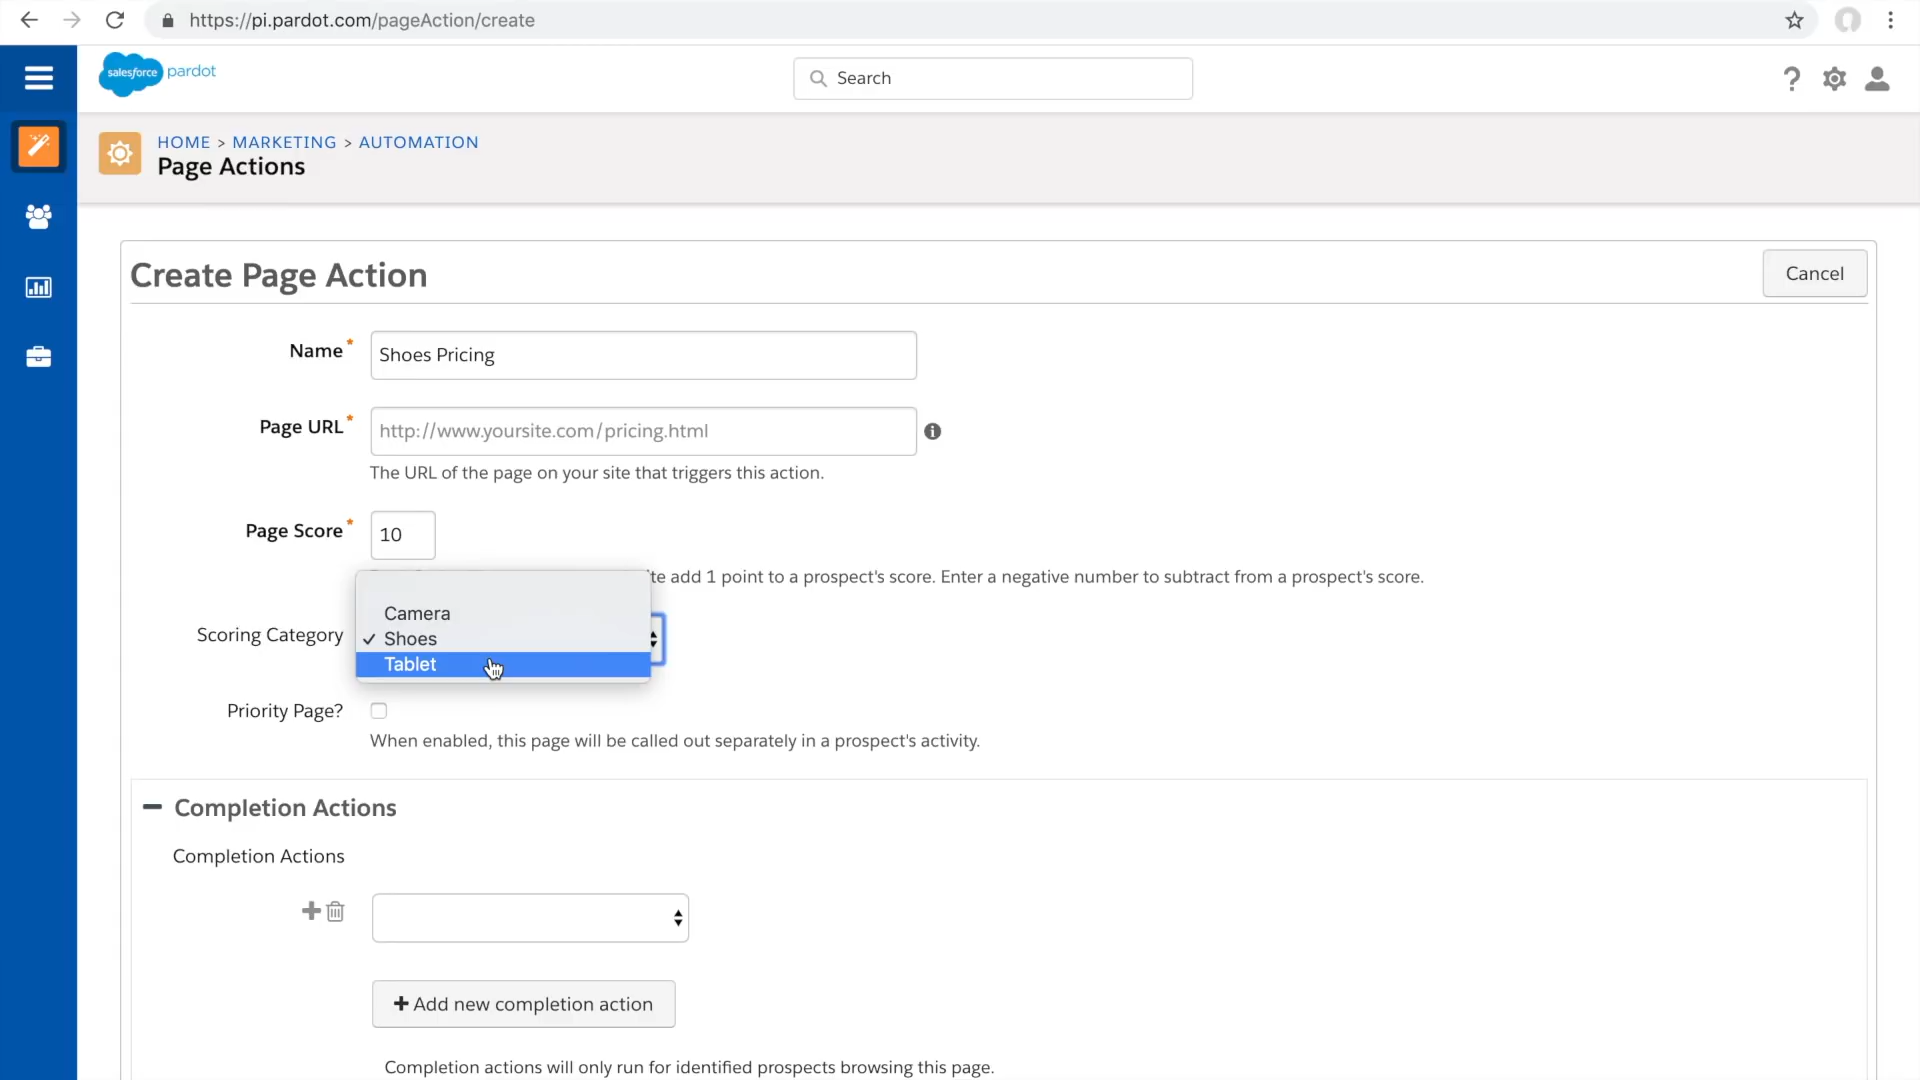 https://pi.pardot.com/pageAction/create
salesforce pardot
Search
HOME > MARKETING > AUTOMATION
Page Actions
Create Page Action
Cancel
Name*
Shoes Pricing
Page URL*
http://www.yoursite.com/pricing.html
The URL of the page on your site that triggers this action.
Page Score*
10
add 1 point to a prospect's score. Enter a negative number to subtract from a prospect's score.
Scoring Category
Camera
✓ Shoes
Tablet
Priority Page?
When enabled, this page will be called out separately in a prospect's activity.
Completion Actions
Completion Actions
+ Add new completion action
Completion actions will only run for identified prospects browsing this page.